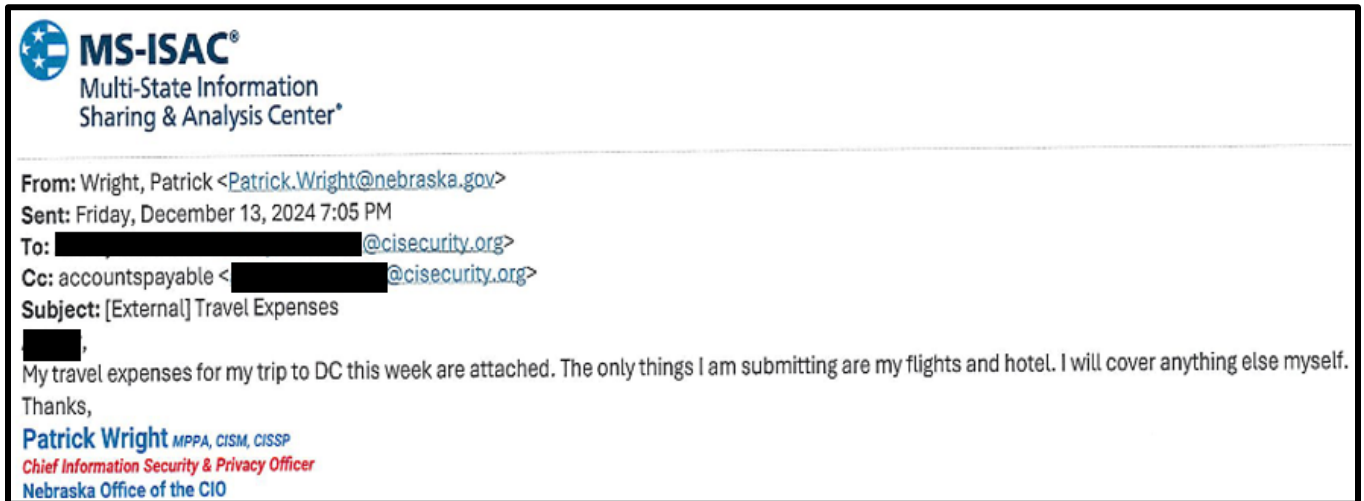 MS-ISAC®
Multi-State Information
Sharing & Analysis Center®
From: Wright, Patrick <Patrick.Wright@nebraska.gov>
Sent: Friday, December 13, 2024 7:05 PM
To: @cisecurity.org>
Cc: accountspayable < @cisecurity.org>
Subject: [External] Travel Expenses
,
My travel expenses for my trip to DC this week are attached. The only things I am submitting are my flights and hotel. I will cover anything else myself.
Thanks,
Patrick Wright MPPA, CISM, CISSP
Chief Information Security & Privacy Officer
Nebraska Office of the CIO